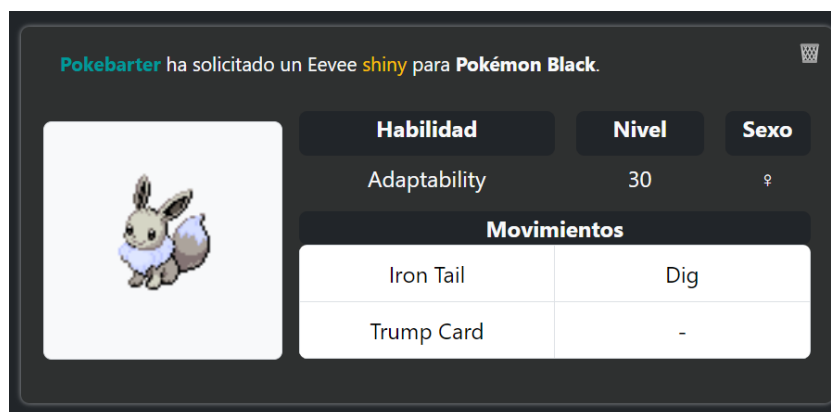 Pokebarter ha solicitado un Eevee shiny para Pokémon Black.
Habilidad Nivel Sexo
Adaptability 30 ♀
Movimientos
Iron Tail Dig
Trump Card -